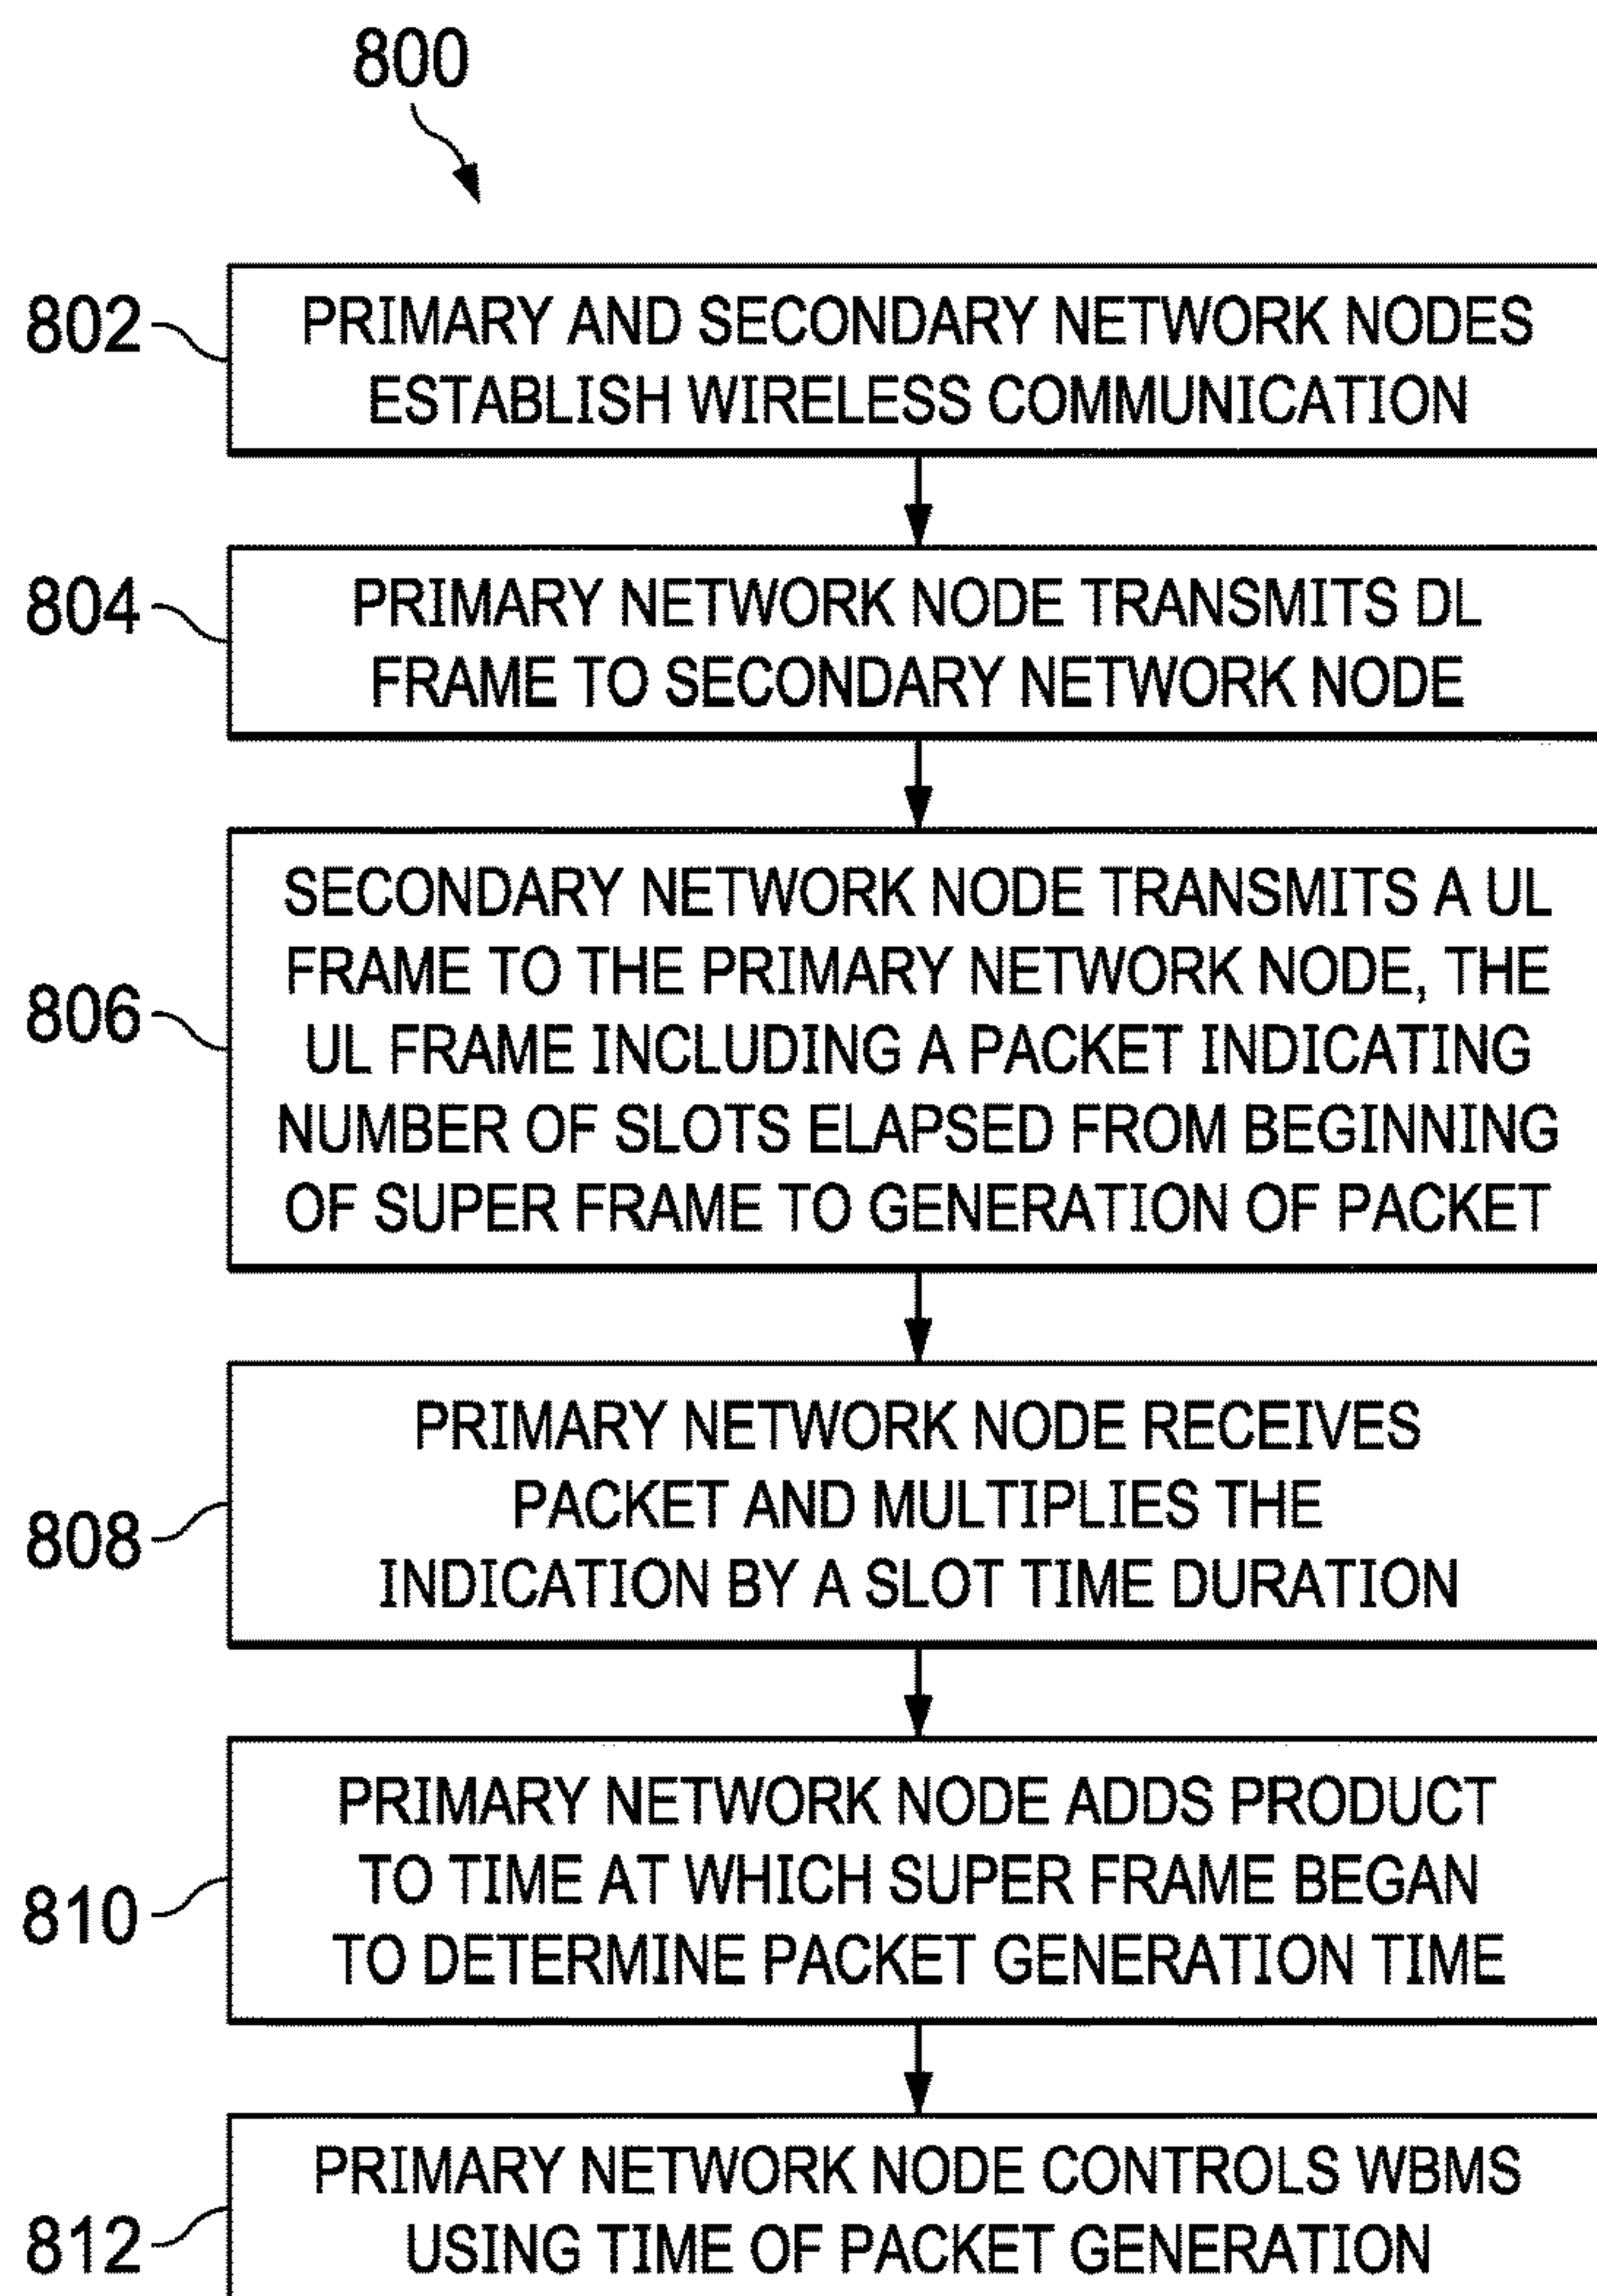 800
802
PRIMARY AND SECONDARY NETWORK NODES
ESTABLISH WIRELESS COMMUNICATION
804
PRIMARY NETWORK NODE TRANSMITS DL
FRAME TO SECONDARY NETWORK NODE
806
SECONDARY NETWORK NODE TRANSMITS A UL
FRAME TO THE PRIMARY NETWORK NODE, THE
UL FRAME INCLUDING A PACKET INDICATING
NUMBER OF SLOTS ELAPSED FROM BEGINNING
OF SUPER FRAME TO GENERATION OF PACKET
808
PRIMARY NETWORK NODE RECEIVES
PACKET AND MULTIPLIES THE
INDICATION BY A SLOT TIME DURATION
810
PRIMARY NETWORK NODE ADDS PRODUCT
TO TIME AT WHICH SUPER FRAME BEGAN
TO DETERMINE PACKET GENERATION TIME
812
PRIMARY NETWORK NODE CONTROLS WBMS
USING TIME OF PACKET GENERATION